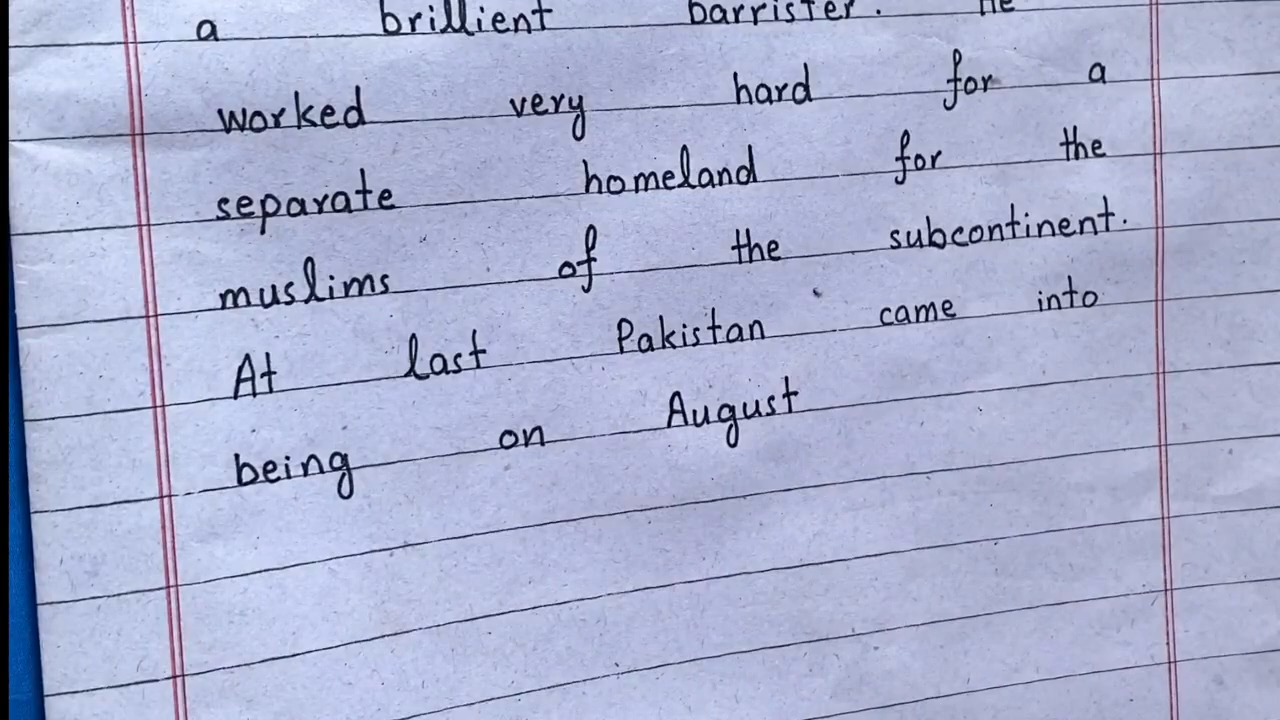 a brillient barrister. He
worked very hard for a
separate homeland for the
muslims of the subcontinent.
At last Pakistan came into
being on August